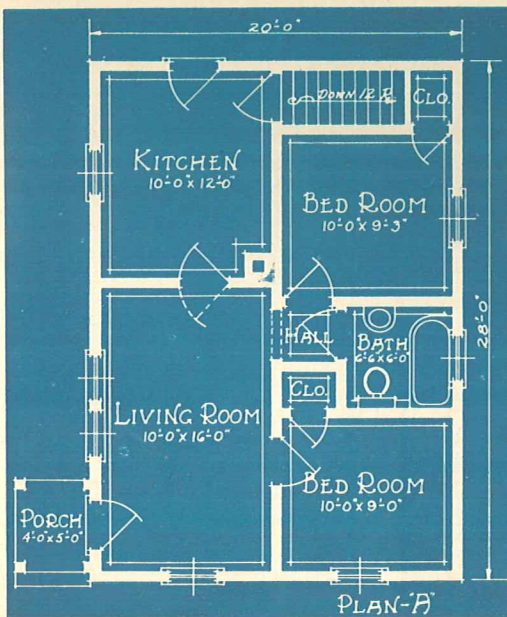 20'-0"
DOWN 12 R.
CLO.
KITCHEN
10'-0" x 12'-0"
BED ROOM
10'-0" x 9'-3"
28'-0"
HALL
BATH
6'-6" x 6'-0"
CLO.
LIVING ROOM
10'-0" x 16'-0"
BED ROOM
10'-0" x 9'-0"
PORCH
4'-0" x 5'-0"
PLAN-"A"